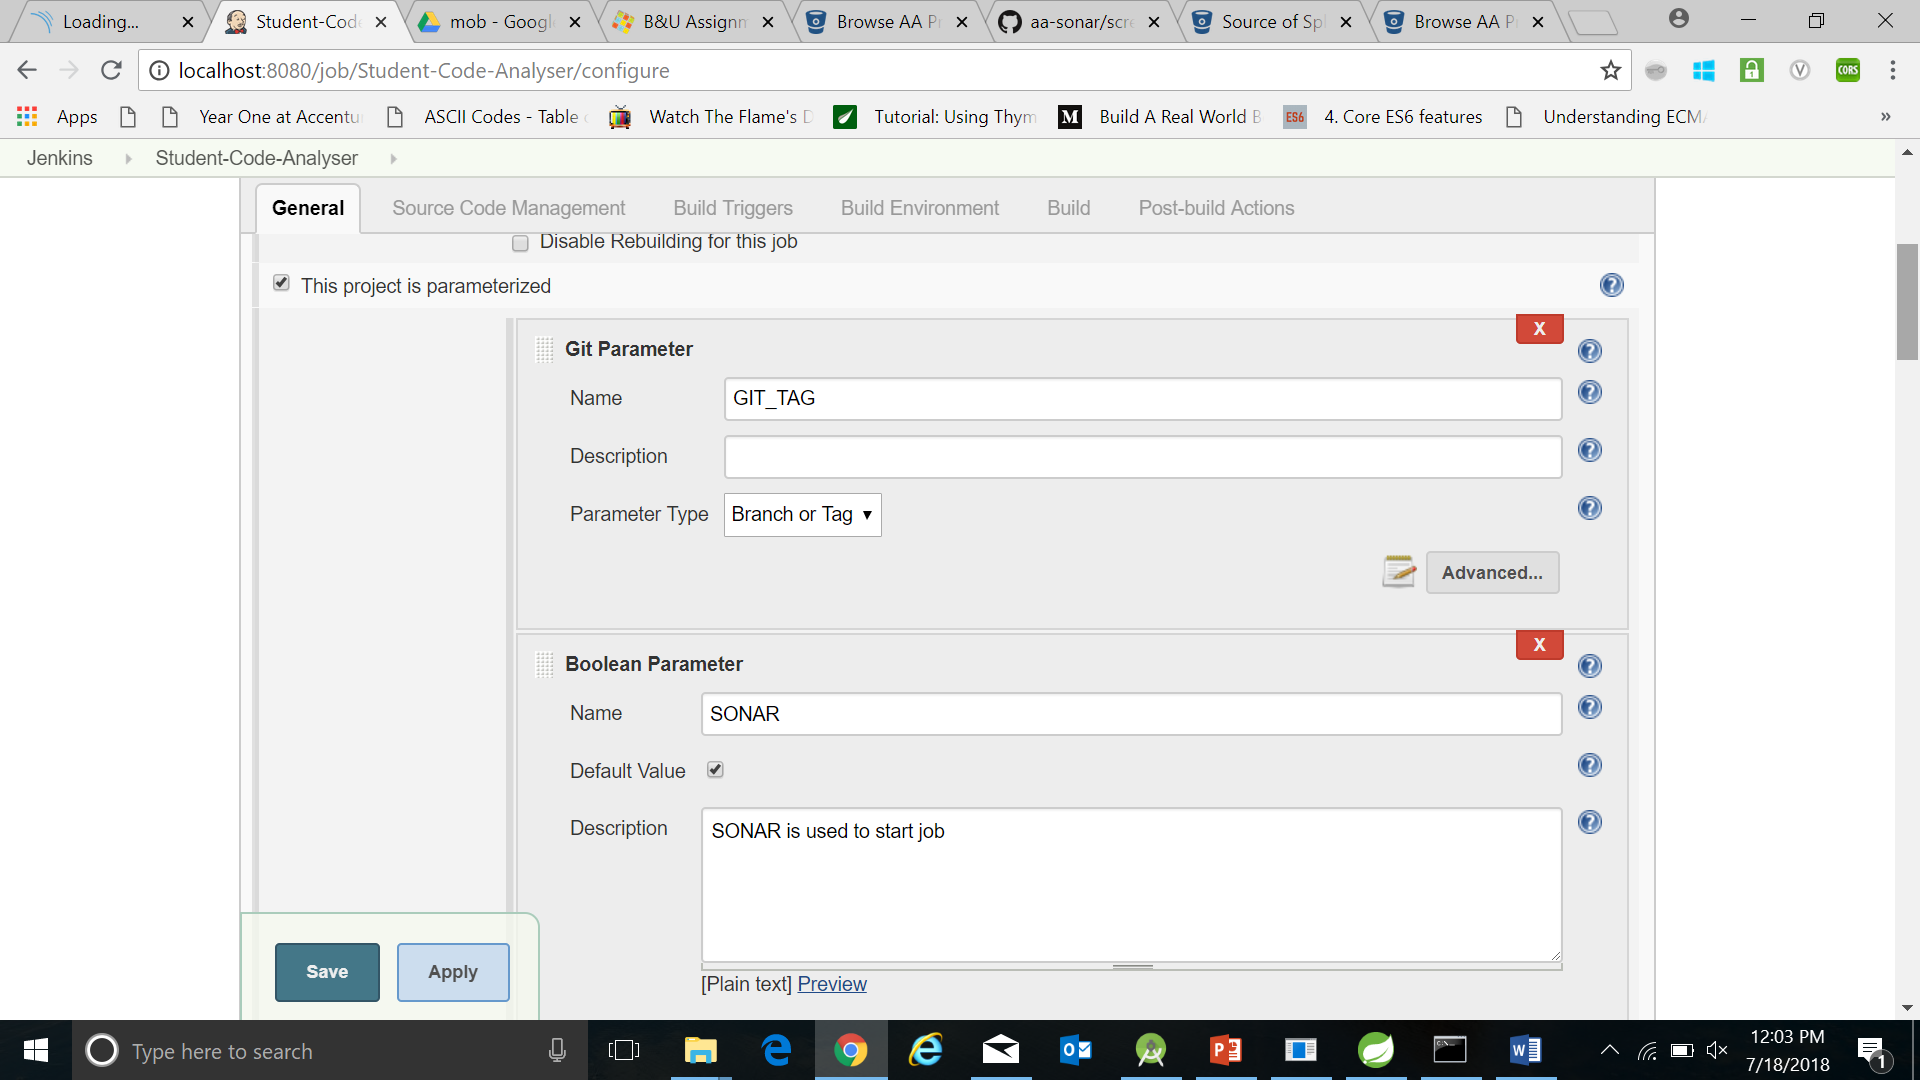 Loading...
Student-Cod
mob - Googl
B&U Assignm
Browse AA P
aa-sonar/scre
Source of Sp
Browse AA P
localhost:8080/job/Student-Code-Analyser/configure
CORS
Apps
Year One at Accentu
ASCII Codes - Table
Watch The Flame's D
Tutorial: Using Thym
M
Build A Real World B
ES6
4. Core ES6 features
Understanding ECMA
»
Jenkins
Student-Code-Analyser
General
Source Code Management
Build Triggers
Build Environment
Build
Post-build Actions
Disable Rebuilding for this job
This project is parameterized
X
Git Parameter
Name
GIT_TAG
Description
Parameter Type
Branch or Tag
Advanced...
X
Boolean Parameter
Name
SONAR
Default Value
Description
SONAR is used to start job
[Plain text] Preview
Save
Apply
Type here to search
12:03 PM
7/18/2018
1